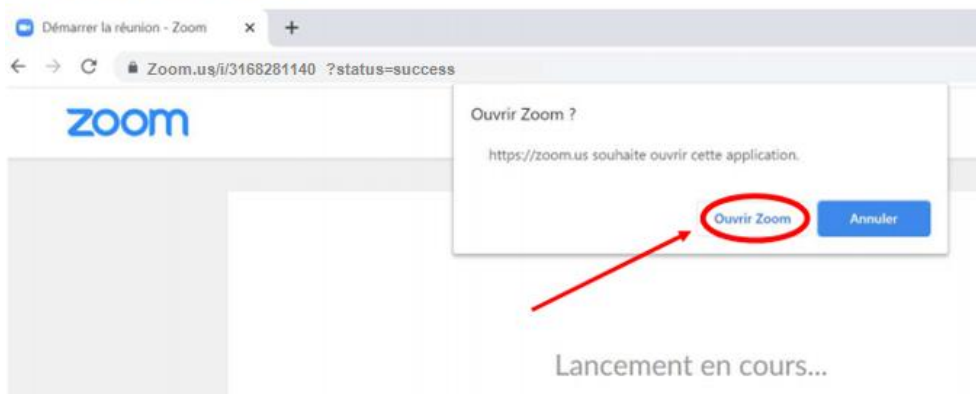 Démarrer la réunion - Zoom
Zoom.us/i/3168281140 ?status=success
zoom
Ouvrir Zoom ?
https://zoom.us souhaite ouvrir cette application.
Ouvrir Zoom Annuler
Lancement en cours...